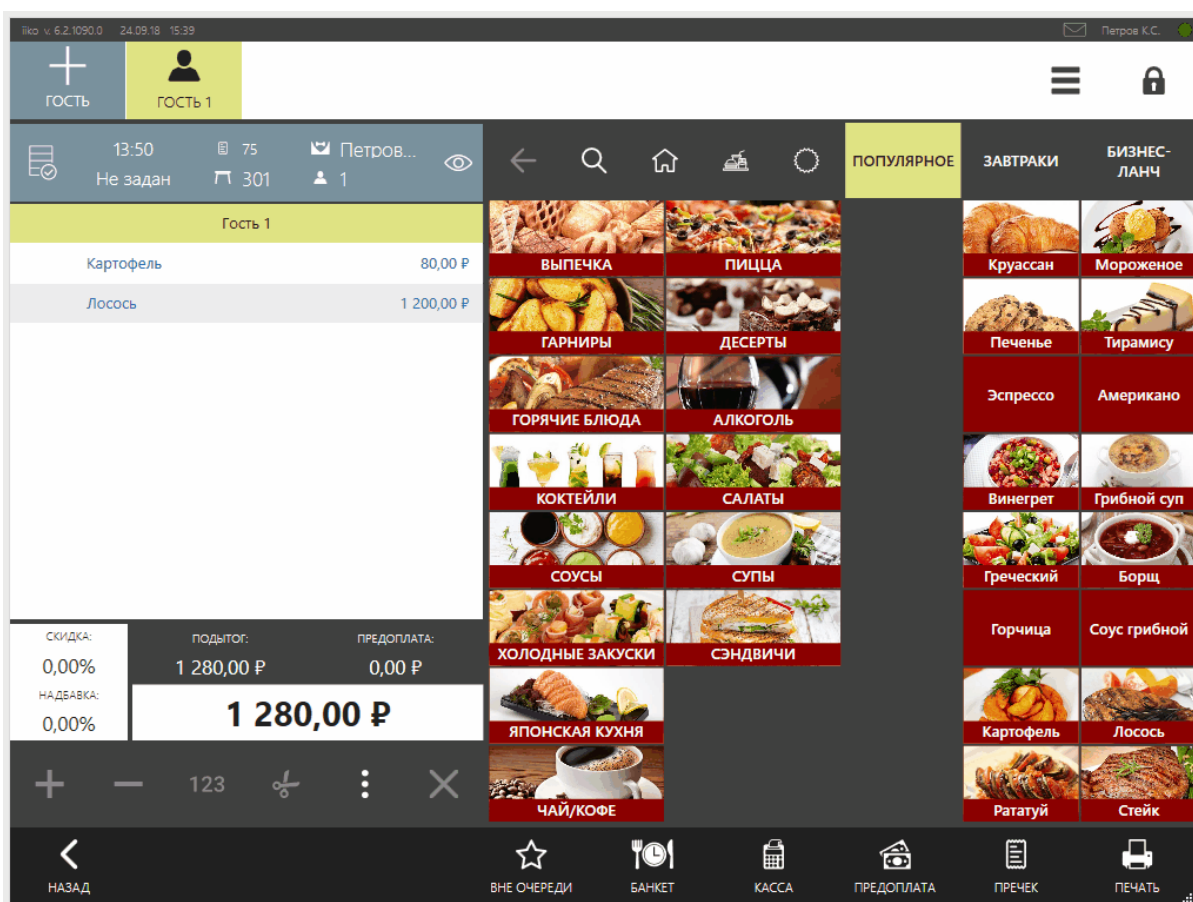 iiko v. 6.2.1090.0 24.09.18 15:39
Петров К.С.
ГОСТЬ
ГОСТЬ 1
13:50 75 Петров...
Не задан 301 1
ПОПУЛЯРНОЕ ЗАВТРАКИ БИЗНЕС-
ЛАНЧ
Гость 1
Картофель 80,00 ₽
Лосось 1 200,00 ₽
СКИДКА: ПОДЫТОГ: ПРЕДОПЛАТА:
0,00% 1 280,00 ₽ 0,00 ₽
НАДБАВКА:
0,00% 1 280,00 ₽
123
ВЫПЕЧКА ПИЦЦА
ГАРНИРЫ ДЕСЕРТЫ
ГОРЯЧИЕ БЛЮДА АЛКОГОЛЬ
КОКТЕЙЛИ САЛАТЫ
СОУСЫ СУПЫ
ХОЛОДНЫЕ ЗАКУСКИ СЭНДВИЧИ
ЯПОНСКАЯ КУХНЯ
ЧАЙ/КОФЕ
Круассан Мороженое
Печенье Тирамису
Эспрессо Американо
Винегрет Грибной суп
Греческий Борщ
Горчица Соус грибной
Картофель Лосось
Рататуй Стейк
НАЗАД ВНЕ ОЧЕРЕДИ БАНКЕТ КАССА ПРЕДОПЛАТА ПРЕЧЕК ПЕЧАТЬ